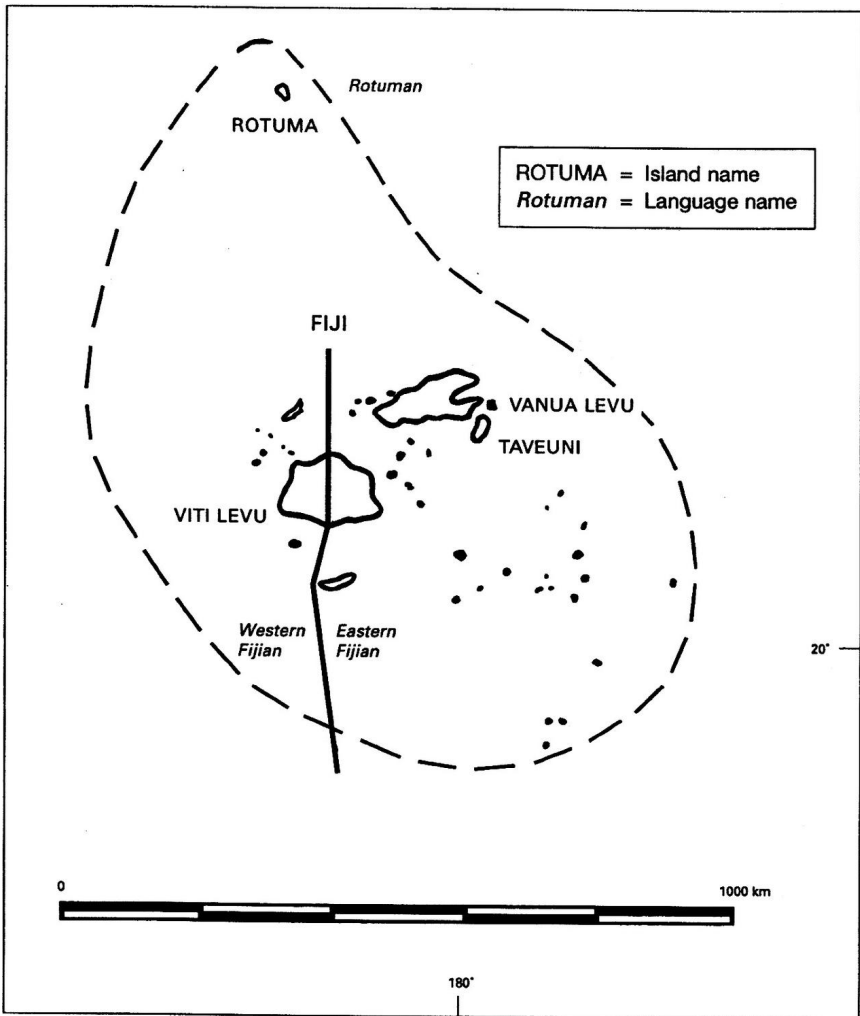 Rotuman
ROTUMA
ROTUMA = Island name
Rotuman = Language name
FIJI
VANUA LEVU
TAVEUNI
VITI LEVU
Western
Fijian
Eastern
Fijian
20°
0
1000 km
180°